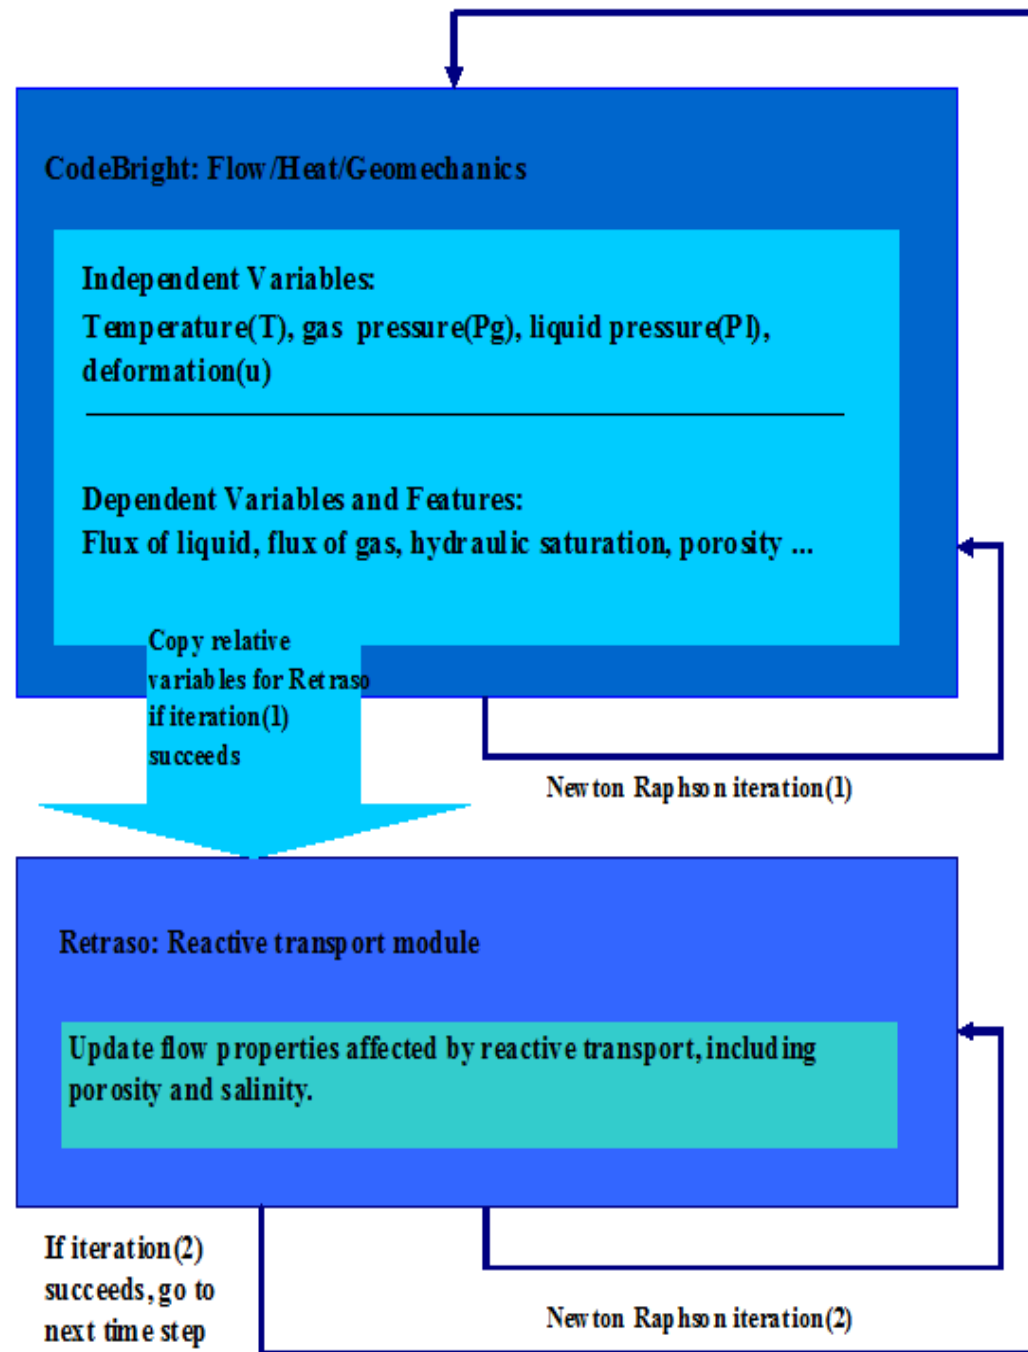 CodeBright: Flow/Heat/Geomechanics
Independent Variables:
Temperature(T), gas pressure(Pg), liquid pressure(Pl),
deformation(u)
Dependent Variables and Features:
Flux of liquid, flux of gas, hydraulic saturation, porosity ...
Copy relative
variables for Retraso
if iteration(1)
succeeds
Newton Raphson iteration(1)
Retraso: Reactive transport module
Update flow properties affected by reactive transport, including
porosity and salinity.
If iteration(2)
succeeds, go to
next time step
Newton Raphson iteration(2)